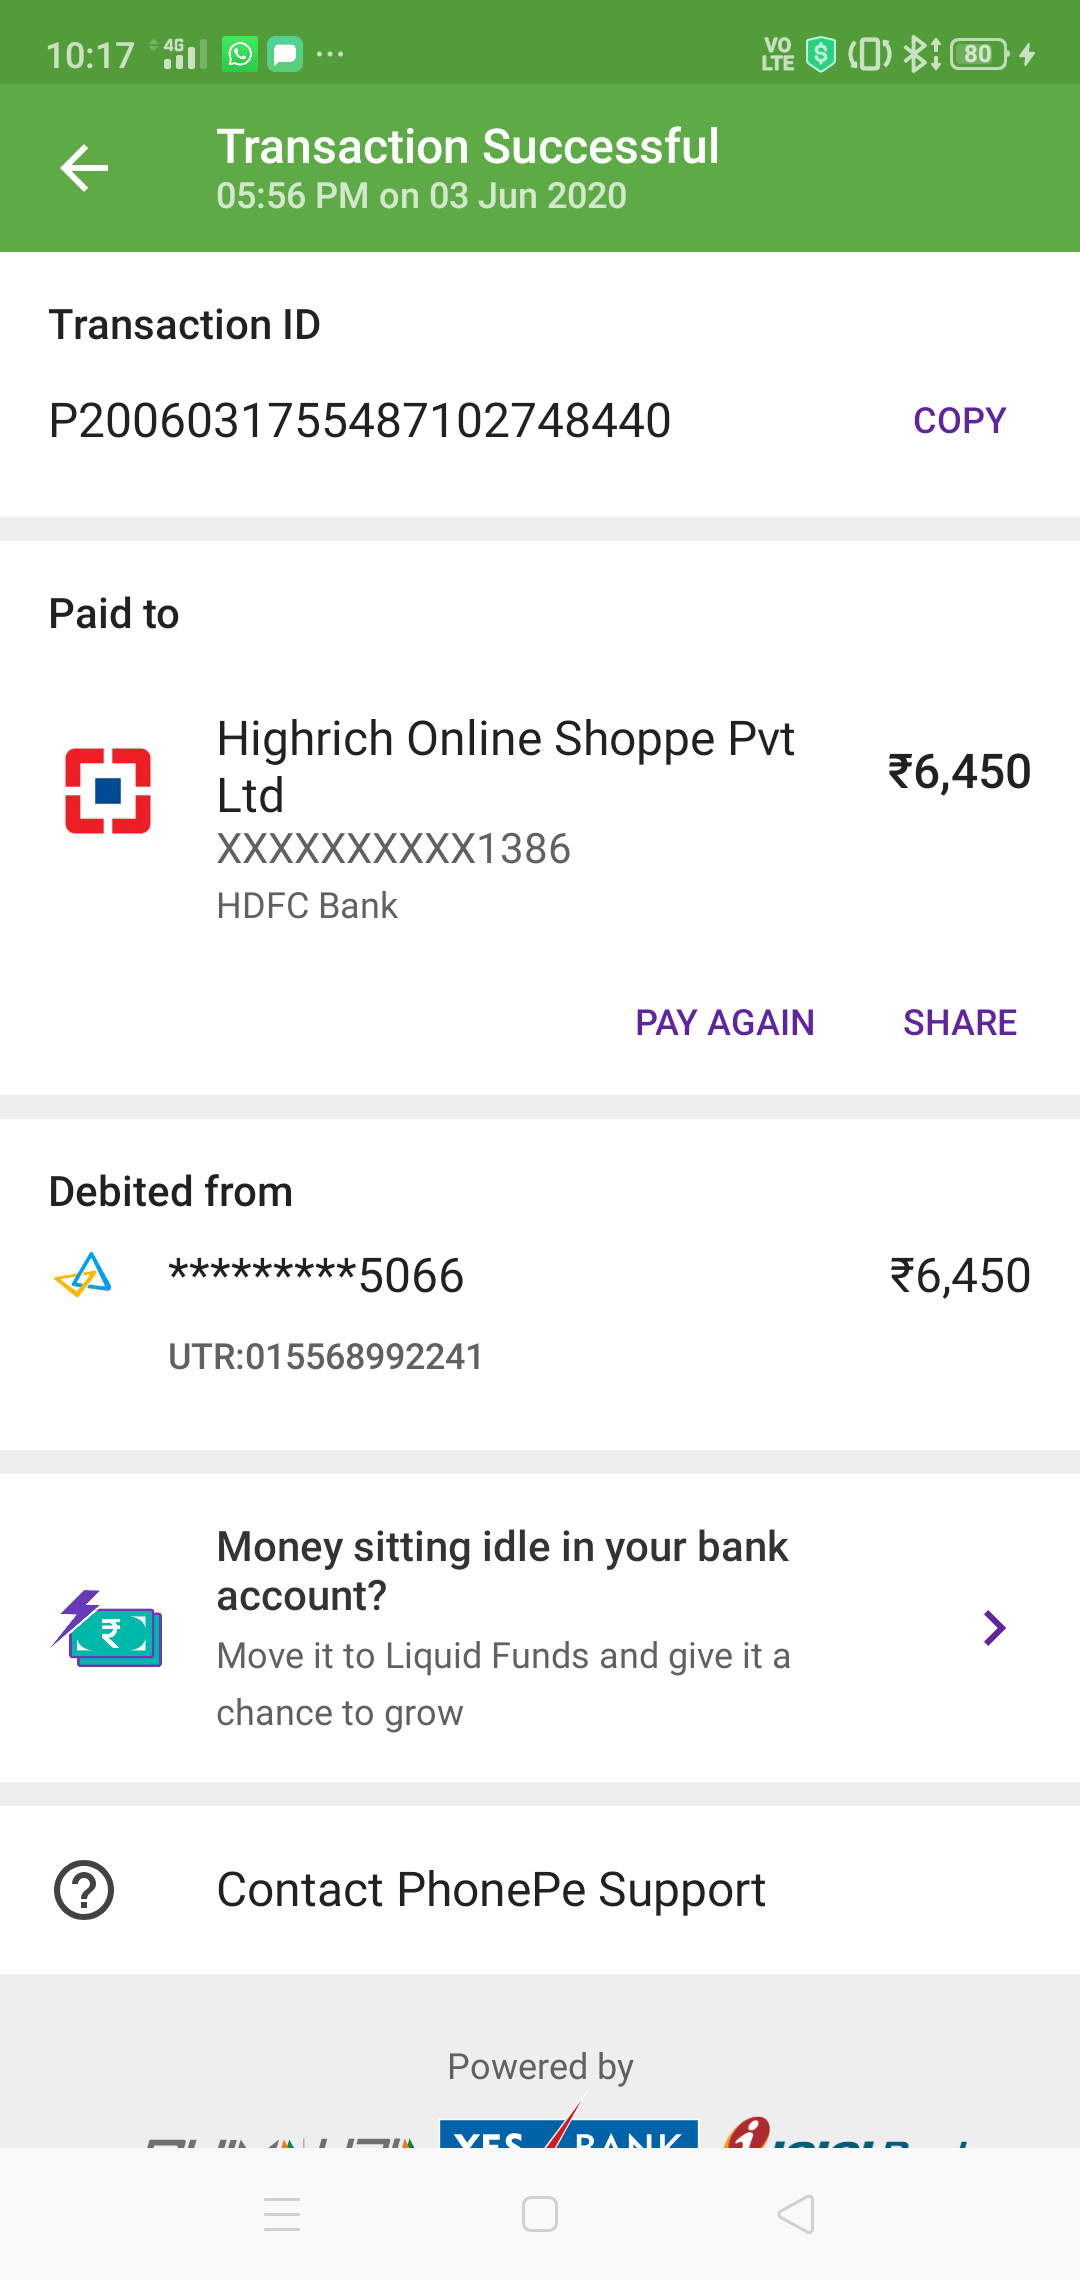 10:17 4G VO LTE 80
Transaction Successful
05:56 PM on 03 Jun 2020
Transaction ID
P2006031755487102748440 COPY
Paid to
Highrich Online Shoppe Pvt
Ltd
₹6,450
XXXXXXXXXX1386
HDFC Bank
PAY AGAIN SHARE
Debited from
*********5066 ₹6,450
UTR:015568992241
Money sitting idle in your bank
account?
Move it to Liquid Funds and give it a
chance to grow
Contact PhonePe Support
Powered by
YES BANK